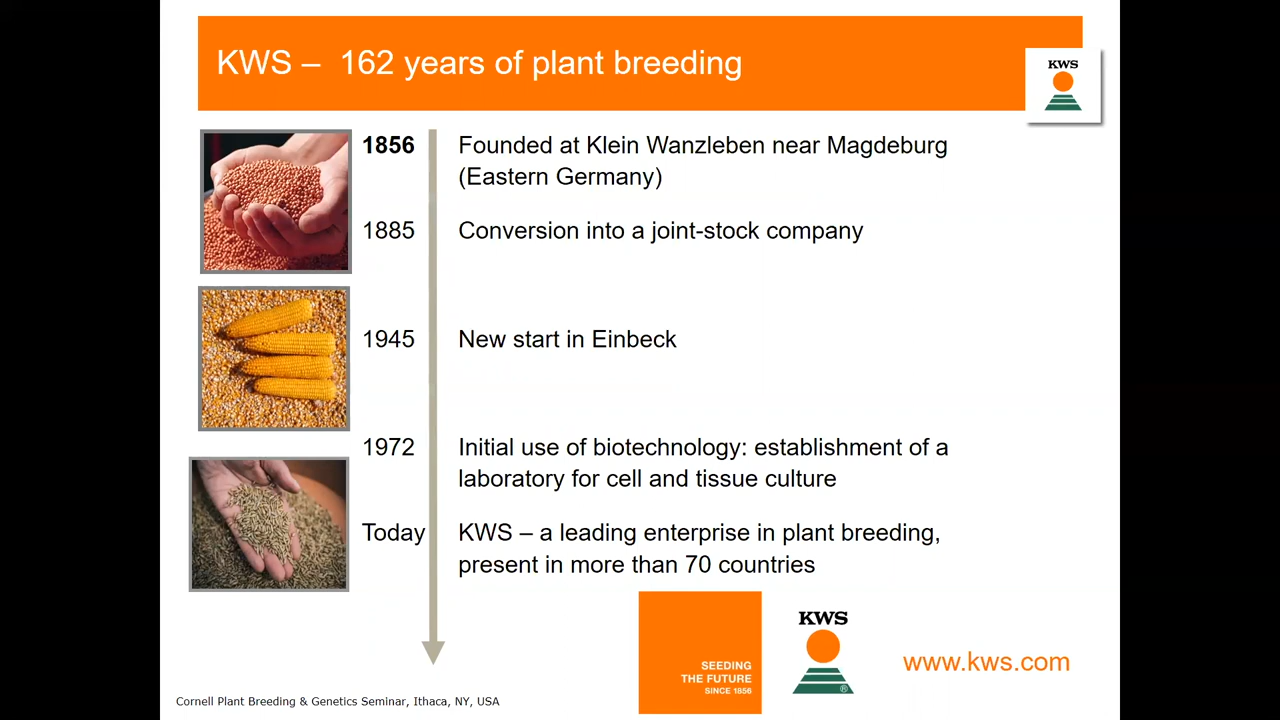 KWS – 162 years of plant breeding
KWS
1856
Founded at Klein Wanzleben near Magdeburg
(Eastern Germany)
1885
Conversion into a joint-stock company
1945
New start in Einbeck
1972
Initial use of biotechnology: establishment of a
laboratory for cell and tissue culture
Today
KWS – a leading enterprise in plant breeding,
present in more than 70 countries
SEEDING
THE FUTURE
SINCE 1856
KWS
®
www.kws.com
Cornell Plant Breeding & Genetics Seminar, Ithaca, NY, USA